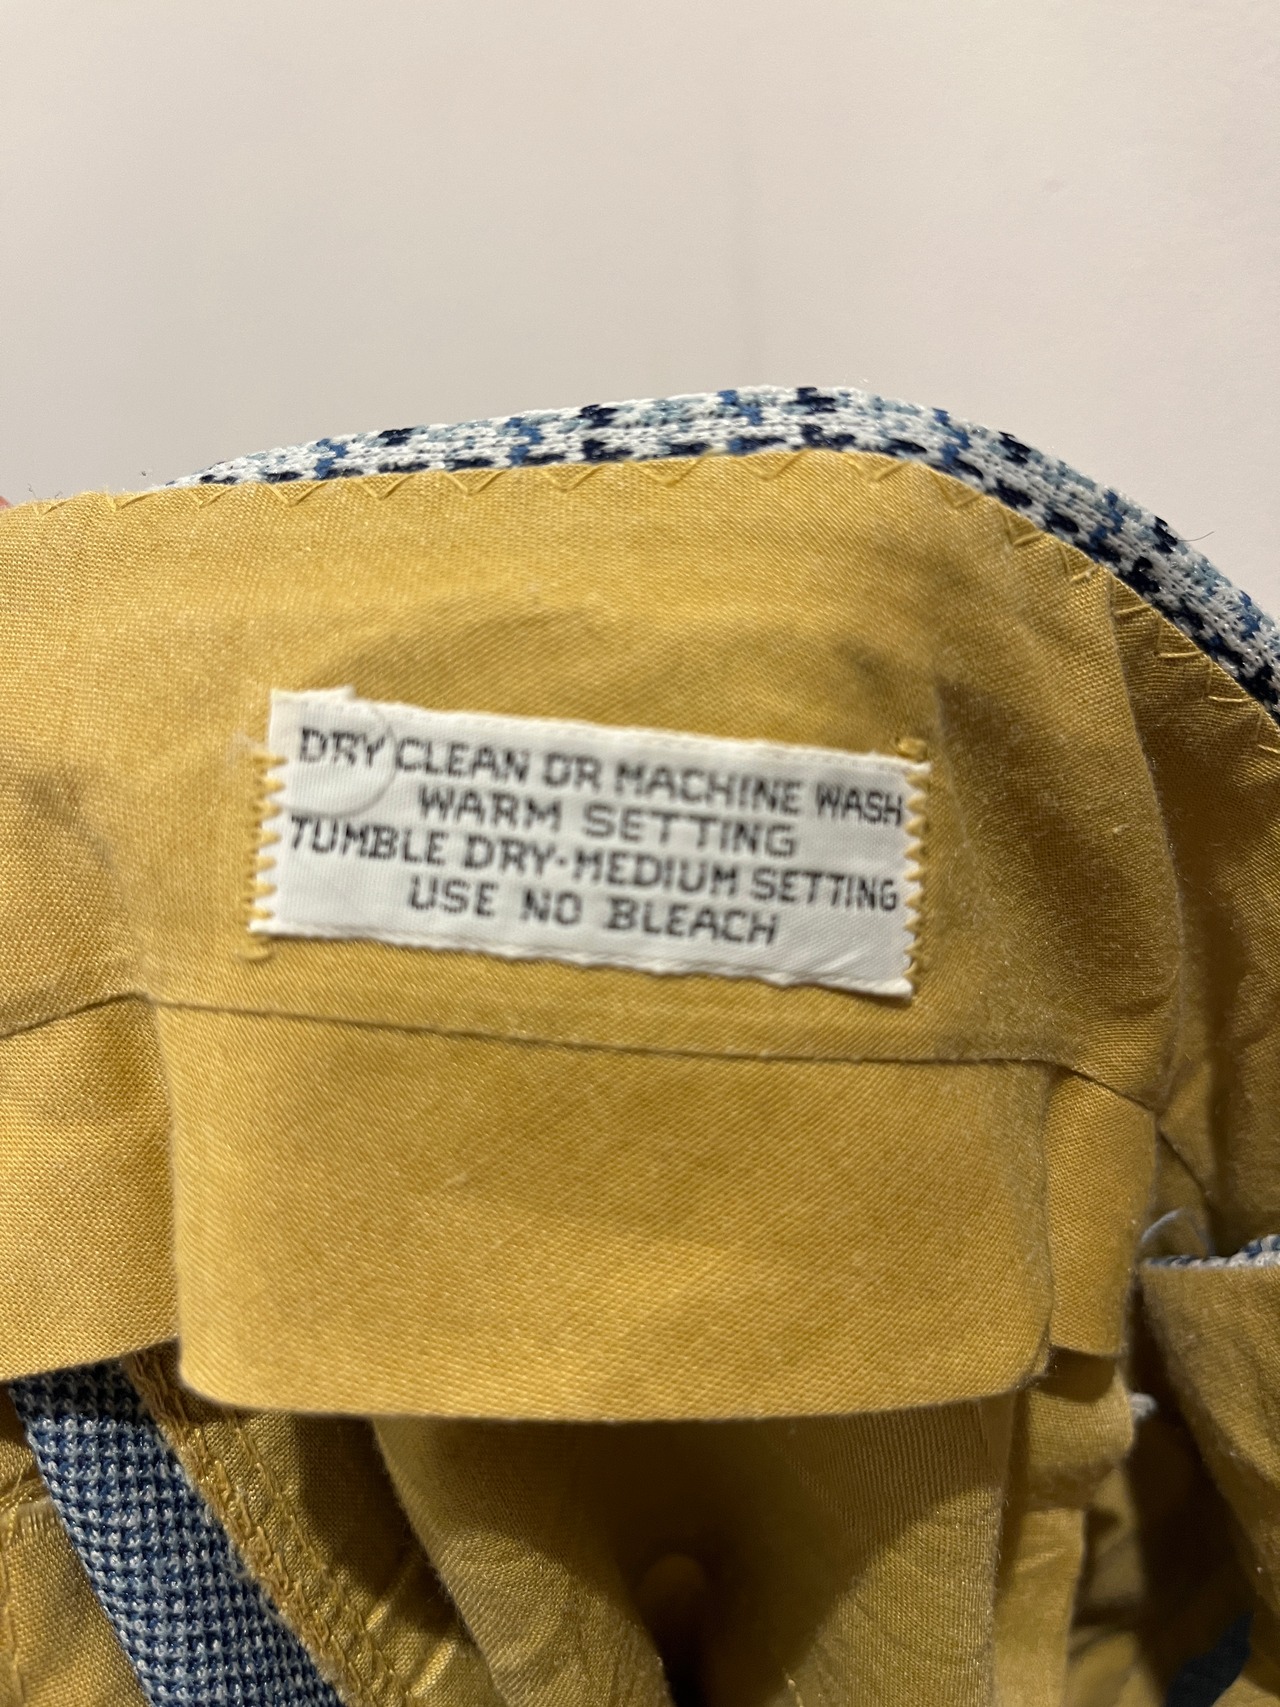 DRY CLEAN OR MACHINE WASH
WARM SETTING
TUMBLE DRY-MEDIUM SETTING
USE NO BLEACH